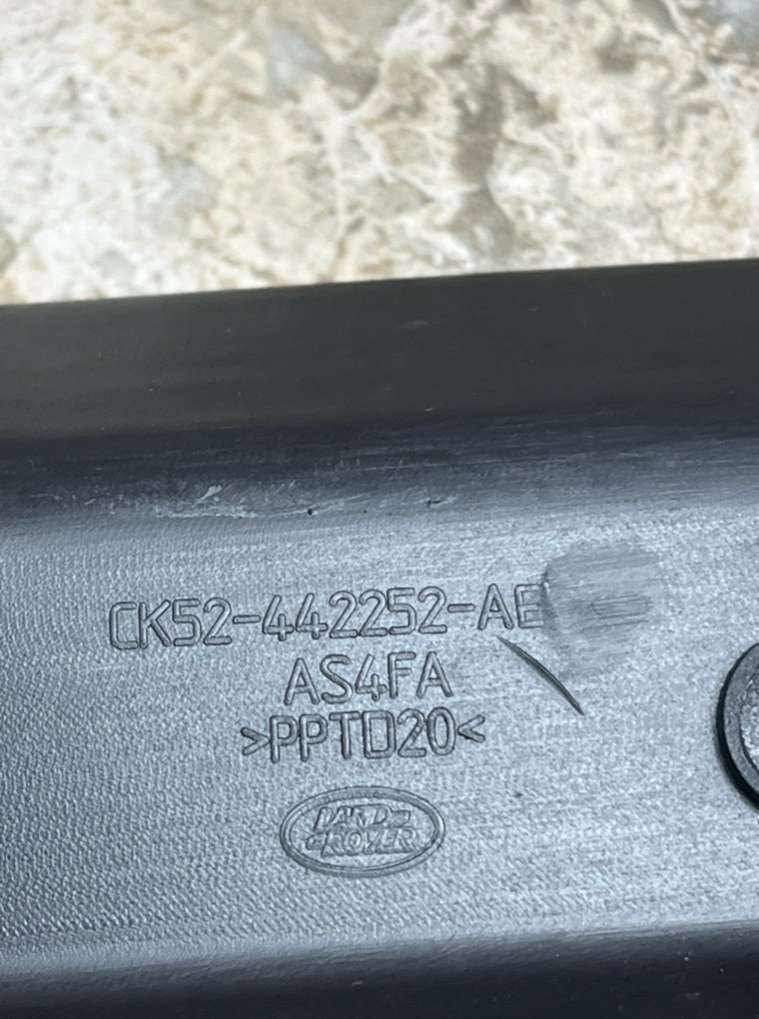 CK52-442252-AE
AS4FA
>PPTD20<
LAND
ROVER